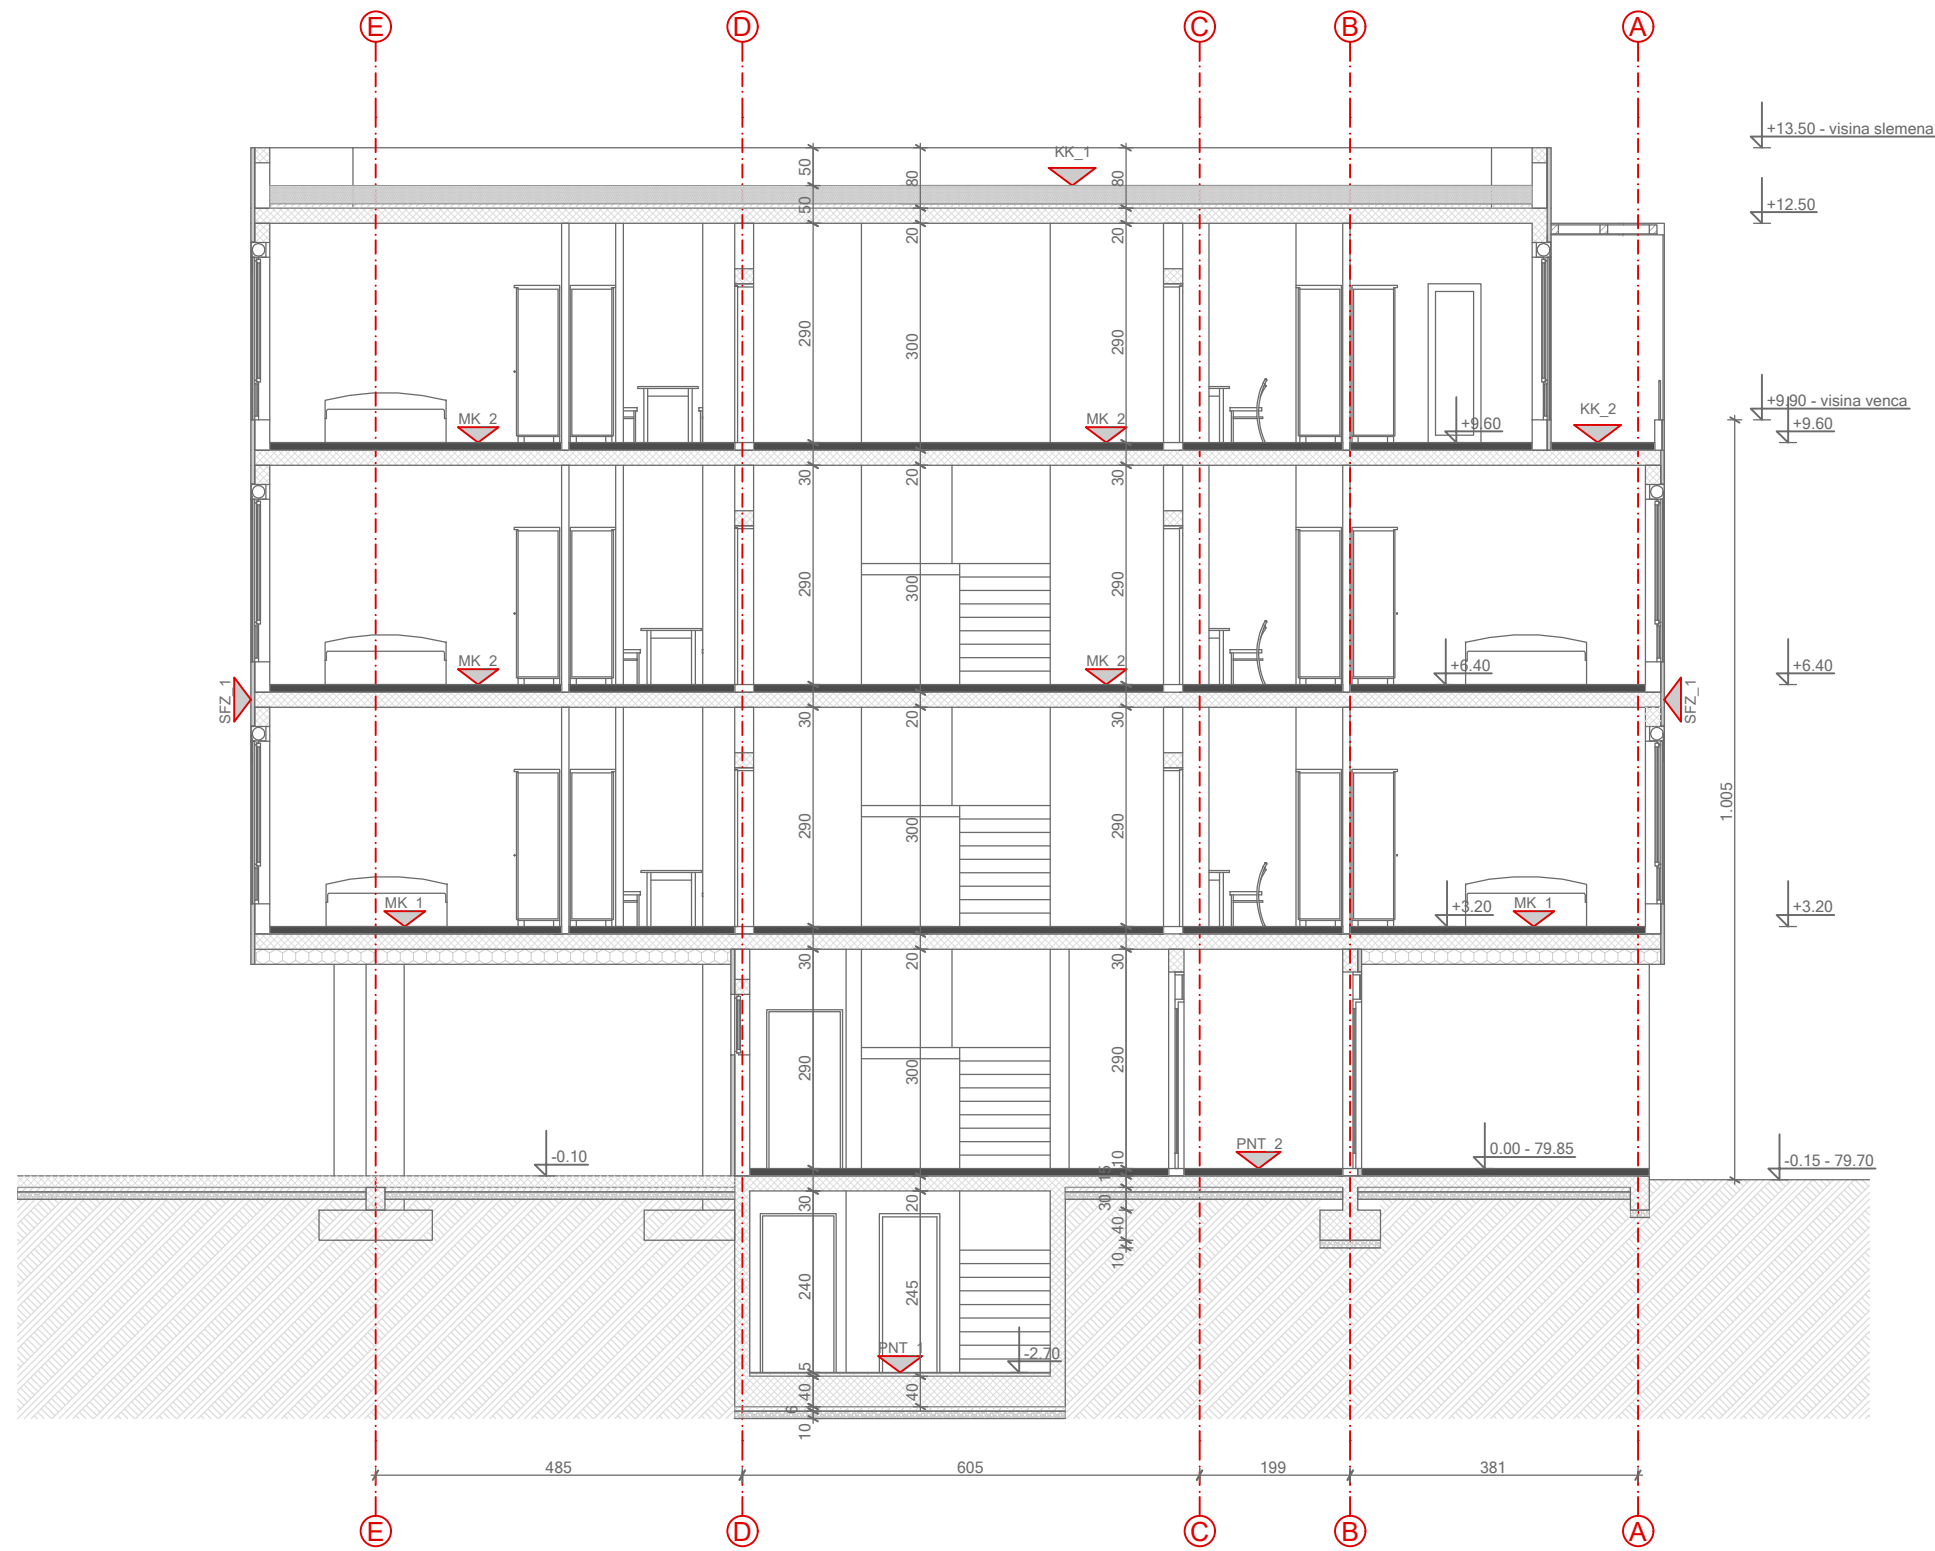 E D C B A
+13.50 - visina slemena
KK_1
50 80 80
50
+12.50
20 20
290 300 290
+9.90 - visina venca
MK_2 MK_2 +9.60 KK_2 +9.60
30 20 30
290 300 290
MK_2 MK_2 +6.40 +6.40
SFZ_1 SFZ_1
30 20 30
290 300 290
1.005
MK_1 +3.20 MK_1 +3.20
30 20 30
290 300 290
-0.10 PNT_2 0.00 - 79.85 -0.15 - 79.70
10
15
30 20 30
40
10
240 245
PNT_1 -2.70
5
40 40
6
10
485 605 199 381
E D C B A